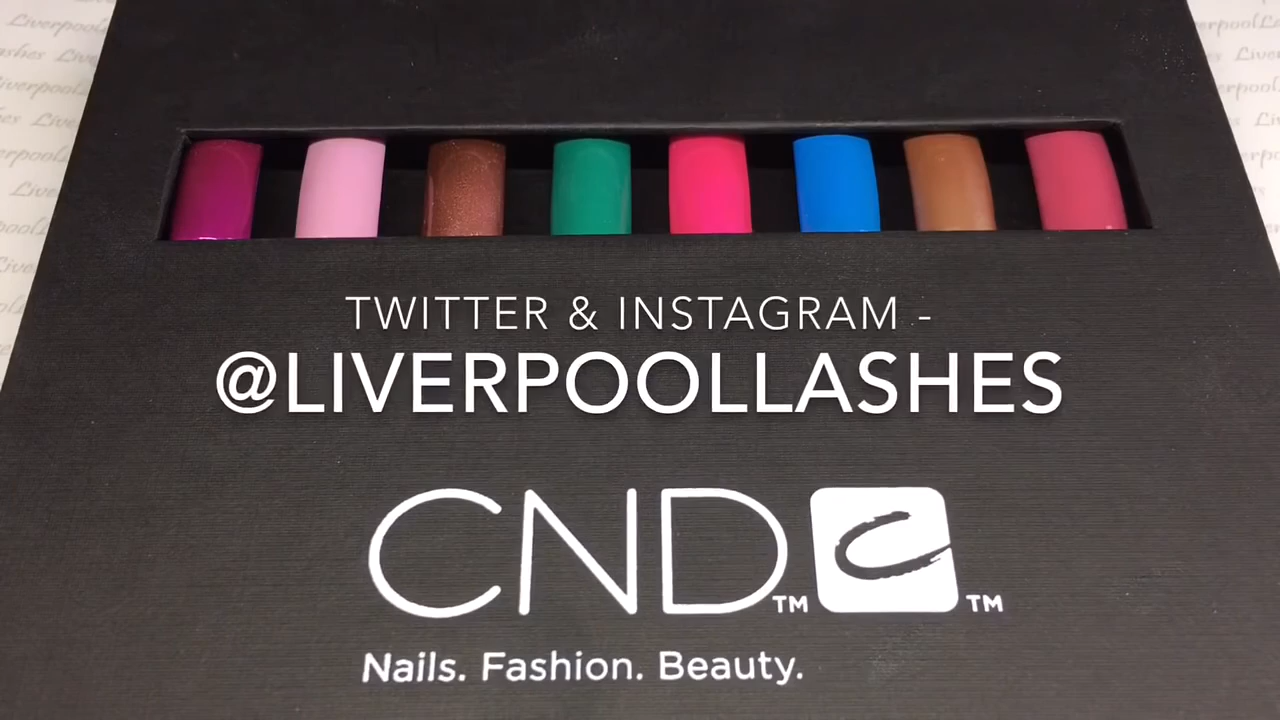 TWITTER & INSTAGRAM -
@LIVERPOOLLASHES
CND™ ™
Nails. Fashion. Beauty.